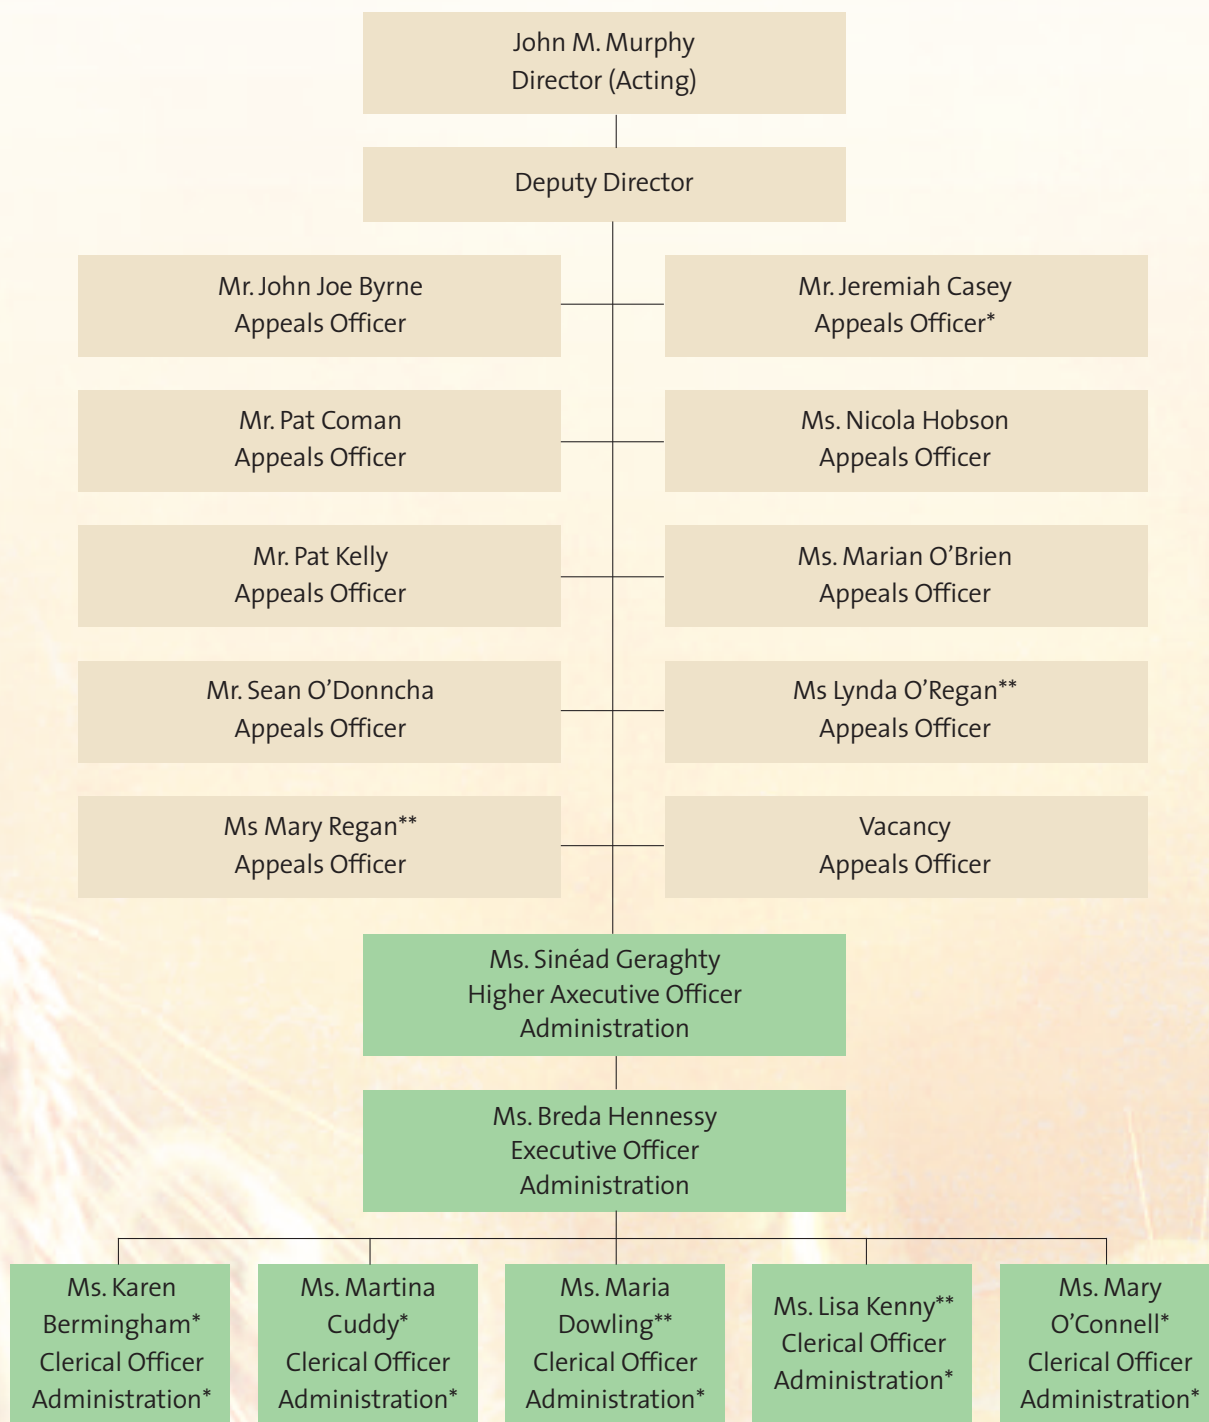 John M. Murphy
Director (Acting)
Deputy Director
Mr. John Joe Byrne
Appeals Officer
Mr. Jeremiah Casey
Appeals Officer*
Mr. Pat Coman
Appeals Officer
Ms. Nicola Hobson
Appeals Officer
Mr. Pat Kelly
Appeals Officer
Ms. Marian O’Brien
Appeals Officer
Mr. Sean O’Donncha
Appeals Officer
Ms Lynda O’Regan**
Appeals Officer
Ms Mary Regan**
Appeals Officer
Vacancy
Appeals Officer
Ms. Sinéad Geraghty
Higher Axecutive Officer
Administration
Ms. Breda Hennessy
Executive Officer
Administration
Ms. Karen
Bermingham*
Clerical Officer
Administration*
Ms. Martina
Cuddy*
Clerical Officer
Administration*
Ms. Maria
Dowling**
Clerical Officer
Administration*
Ms. Lisa Kenny**
Clerical Officer
Administration*
Ms. Mary
O’Connell*
Clerical Officer
Administration*